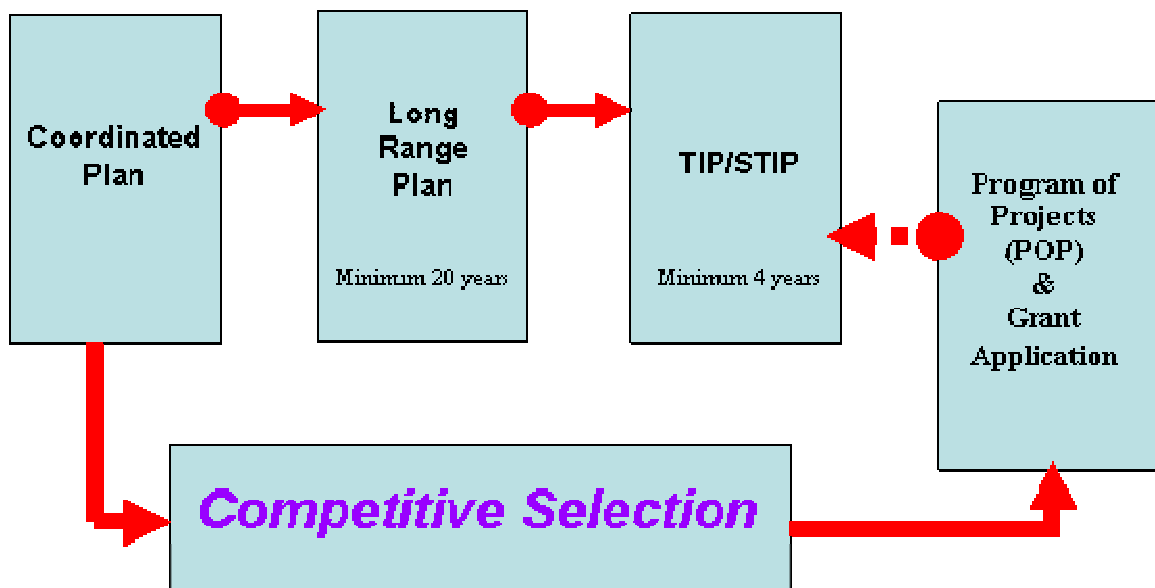 Coordinated
Plan
Long
Range
Plan
Minimum 20 years
TIP/STIP
Minimum 4 years
Program of
Projects
(POP)
&
Grant
Application
Competitive Selection